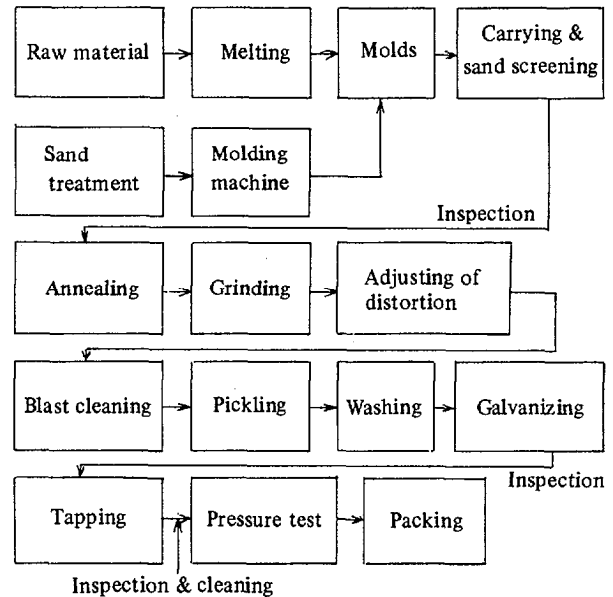 Raw material
Melting
Molds
Carrying &
sand screening
Sand
treatment
Molding
machine
Inspection
Annealing
Grinding
Adjusting of
distortion
Blast cleaning
Pickling
Washing
Galvanizing
Inspection
Tapping
Pressure test
Packing
Inspection & cleaning